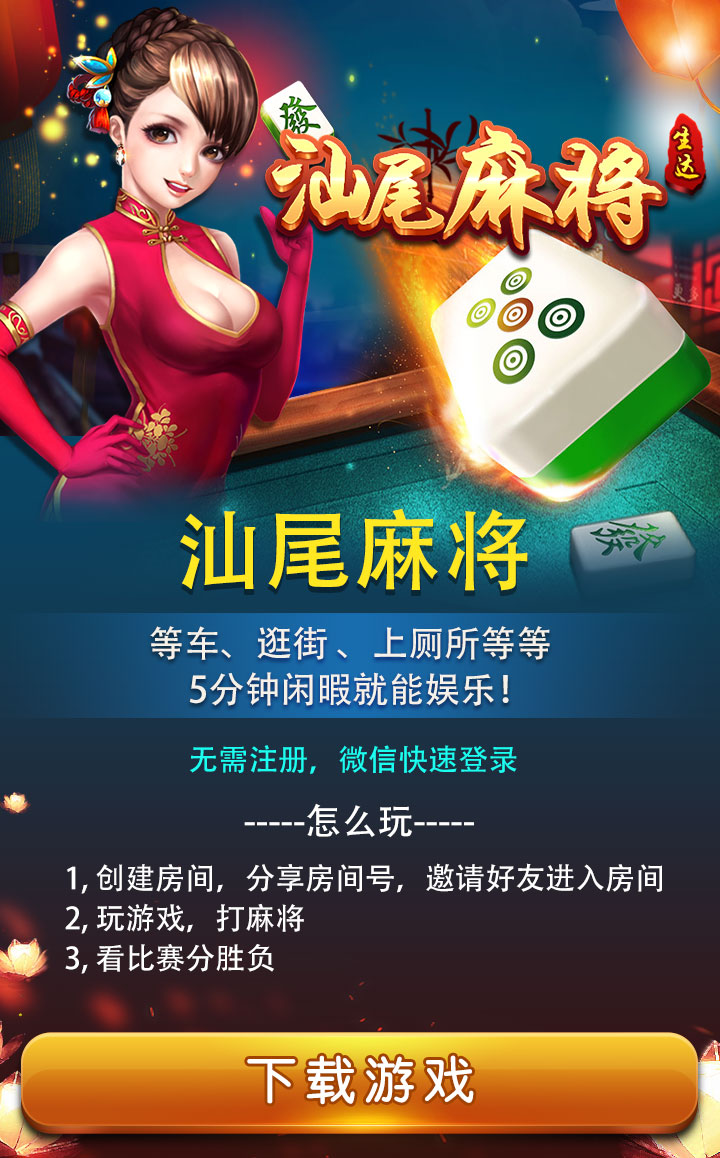 發
汕尾麻将
生达
汕尾麻将
發
等车、逛街、上厕所等等
5分钟闲暇就能娱乐！
无需注册，微信快速登录
-----怎么玩-----
1, 创建房间，分享房间号，邀请好友进入房间
2, 玩游戏，打麻将
3, 看比赛分胜负
下载游戏